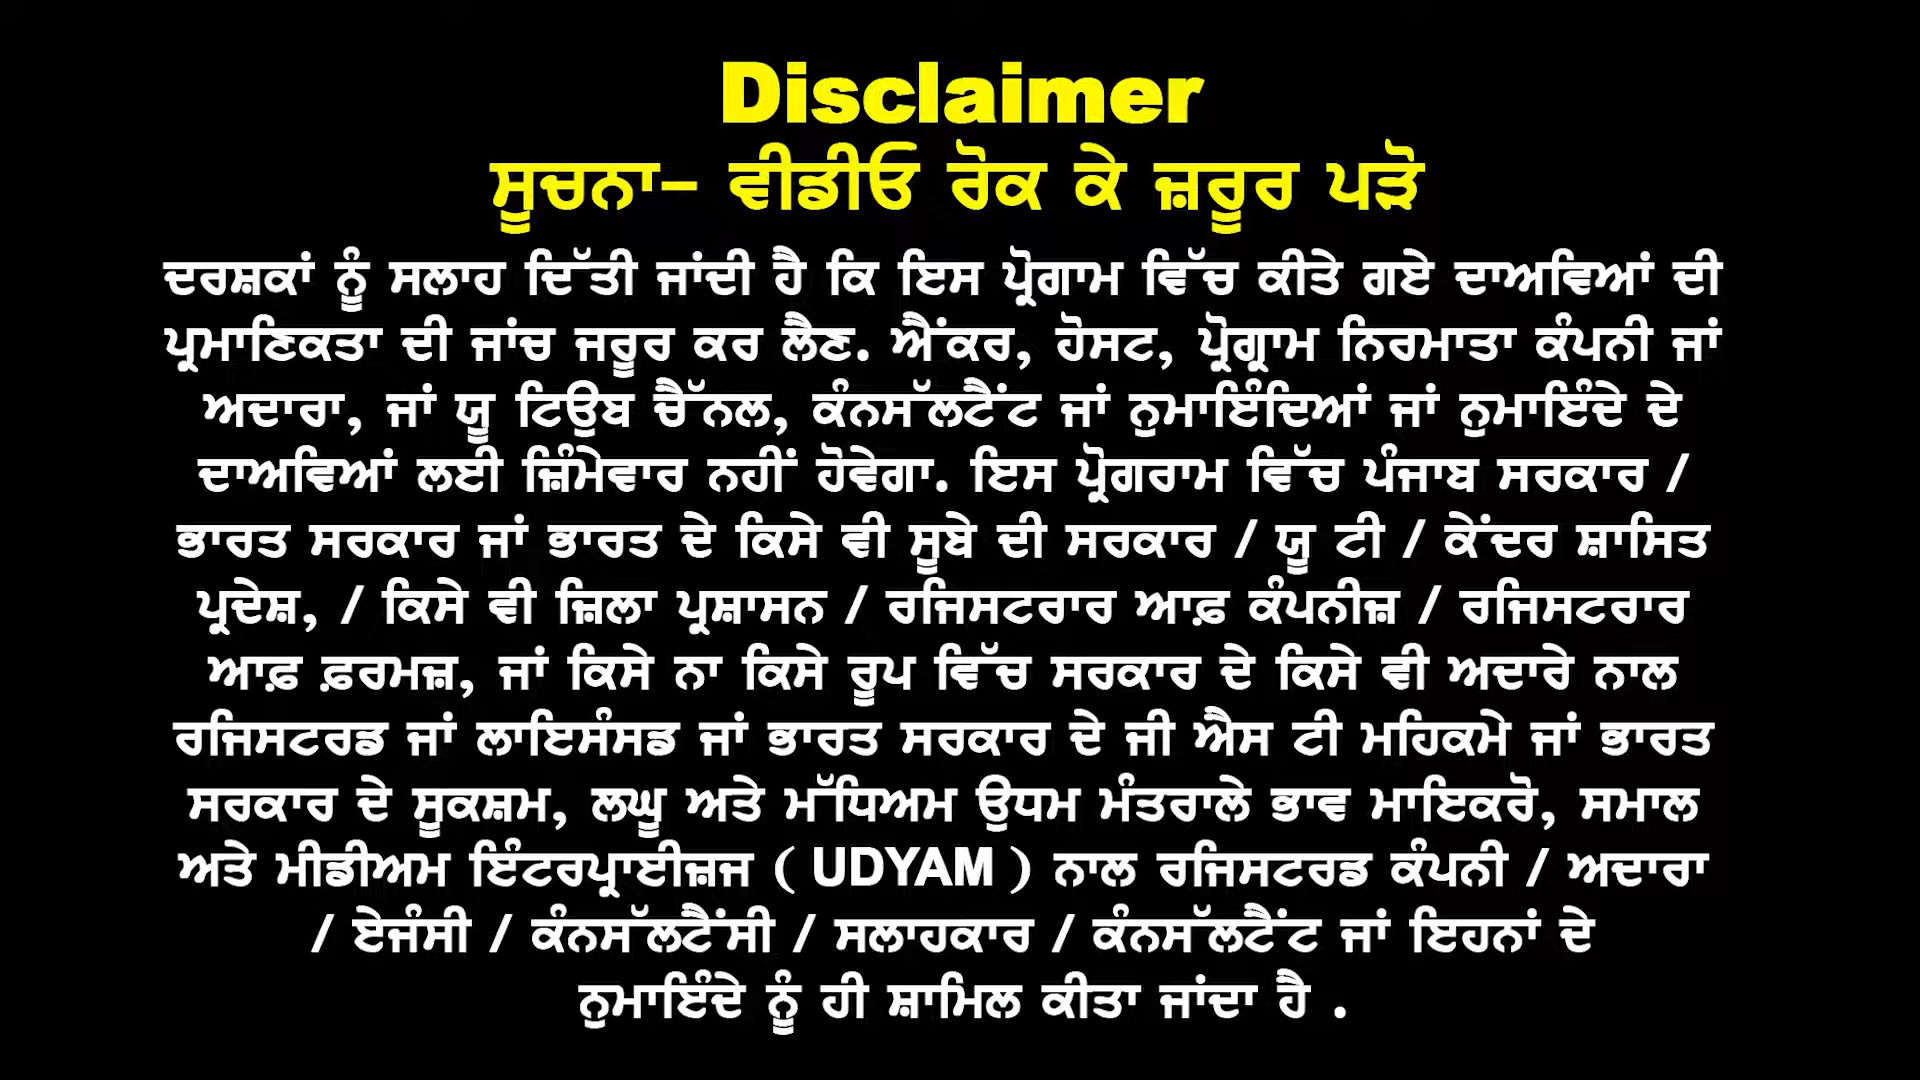 Disclaimer
ਸੂਚਨਾ- ਵੀਡੀਓ ਰੋਕ ਕੇ ਜ਼ਰੂਰ ਪੜੋ
ਦਰਸ਼ਕਾਂ ਨੂੰ ਸਲਾਹ ਦਿੱਤੀ ਜਾਂਦੀ ਹੈ ਕਿ ਇਸ ਪ੍ਰੋਗਾਮ ਵਿੱਚ ਕੀਤੇ ਗਏ ਦਾਅਵਿਆਂ ਦੀ
ਪ੍ਰਮਾਣਿਕਤਾ ਦੀ ਜਾਂਚ ਜਰੂਰ ਕਰ ਲੈਣ. ਐਂਕਰ, ਹੋਸਟ, ਪ੍ਰੋਗ੍ਰਾਮ ਨਿਰਮਾਤਾ ਕੰਪਨੀ ਜਾਂ
ਅਦਾਰਾ, ਜਾਂ ਯੂ ਟਿਊਬ ਚੈੱਨਲ, ਕੰਨਸੱਲਟੈਂਟ ਜਾਂ ਨੁਮਾਇੰਦਿਆਂ ਜਾਂ ਨੁਮਾਇੰਦੇ ਦੇ
ਦਾਅਵਿਆਂ ਲਈ ਜ਼ਿੰਮੇਵਾਰ ਨਹੀਂ ਹੋਵੇਗਾ. ਇਸ ਪ੍ਰੋਗਰਾਮ ਵਿੱਚ ਪੰਜਾਬ ਸਰਕਾਰ /
ਭਾਰਤ ਸਰਕਾਰ ਜਾਂ ਭਾਰਤ ਦੇ ਕਿਸੇ ਵੀ ਸੂਬੇ ਦੀ ਸਰਕਾਰ / ਯੂ ਟੀ / ਕੇਂਦਰ ਸ਼ਾਸਿਤ
ਪ੍ਰਦੇਸ਼, / ਕਿਸੇ ਵੀ ਜ਼ਿਲਾ ਪ੍ਰਸ਼ਾਸਨ / ਰਜਿਸਟਰਾਰ ਆਫ਼ ਕੰਪਨੀਜ਼ / ਰਜਿਸਟਰਾਰ
ਆਫ਼ ਫ਼ਰਮਜ਼, ਜਾਂ ਕਿਸੇ ਨਾ ਕਿਸੇ ਰੂਪ ਵਿੱਚ ਸਰਕਾਰ ਦੇ ਕਿਸੇ ਵੀ ਅਦਾਰੇ ਨਾਲ
ਰਜਿਸਟਰਡ ਜਾਂ ਲਾਇਸੰਸਡ ਜਾਂ ਭਾਰਤ ਸਰਕਾਰ ਦੇ ਜੀ ਐਸ ਟੀ ਮਹਿਕਮੇ ਜਾਂ ਭਾਰਤ
ਸਰਕਾਰ ਦੇ ਸੂਕਸ਼ਮ, ਲਘੂ ਅਤੇ ਮੱਧਿਅਮ ਉਧਮ ਮੰਤਰਾਲੇ ਭਾਵ ਮਾਇਕਰੋ, ਸਮਾਲ
ਅਤੇ ਮੀਡੀਅਮ ਇੰਟਰਪ੍ਰਾਈਜ਼ਜ ( UDYAM ) ਨਾਲ ਰਜਿਸਟਰਡ ਕੰਪਨੀ / ਅਦਾਰਾ
/ ਏਜੰਸੀ / ਕੰਨਸੱਲਟੈਂਸੀ / ਸਲਾਹਕਾਰ / ਕੰਨਸੱਲਟੈਂਟ ਜਾਂ ਇਹਨਾਂ ਦੇ
ਨੁਮਾਇੰਦੇ ਨੂੰ ਹੀ ਸ਼ਾਮਿਲ ਕੀਤਾ ਜਾਂਦਾ ਹੈ .